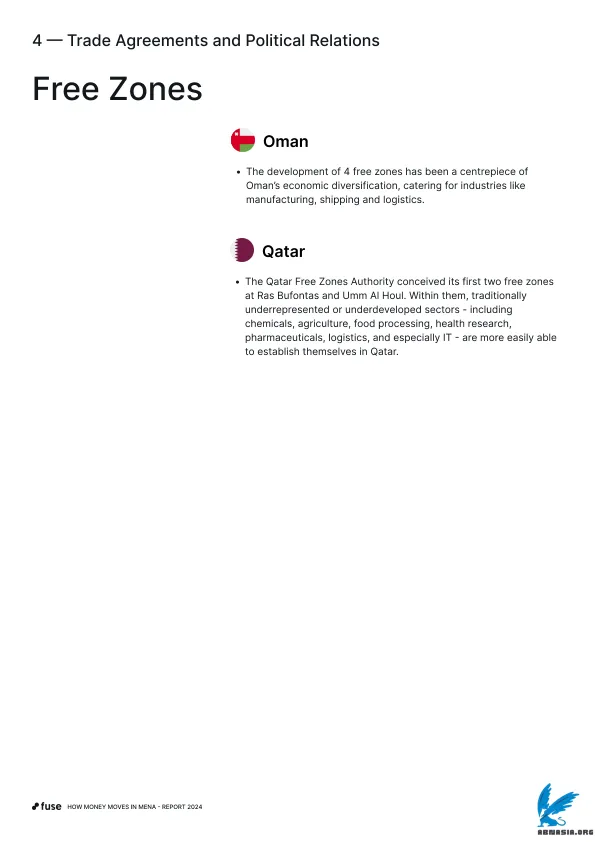 4 — Trade Agreements and Political Relations
Free Zones
Oman
• The development of 4 free zones has been a centrepiece of
Oman’s economic diversification, catering for industries like
manufacturing, shipping and logistics.
Qatar
• The Qatar Free Zones Authority conceived its first two free zones
at Ras Bufontas and Umm Al Houl. Within them, traditionally
underrepresented or underdeveloped sectors - including
chemicals, agriculture, food processing, health research,
pharmaceuticals, logistics, and especially IT - are more easily able
to establish themselves in Qatar.
fuse HOW MONEY MOVES IN MENA - REPORT 2024
ABNASIA.ORG